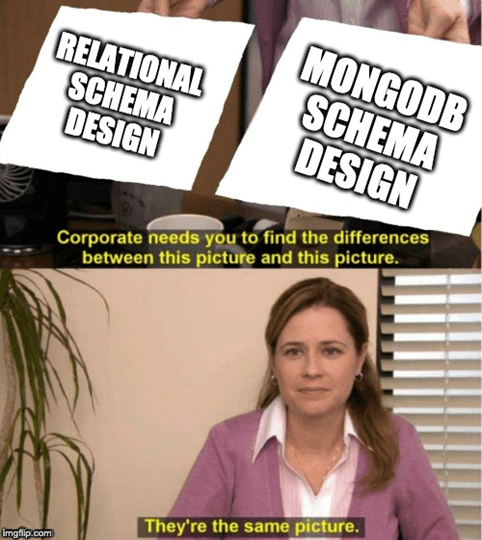 RELATIONAL
SCHEMA
DESIGN
MONGODB
SCHEMA
DESIGN
Corporate needs you to find the differences
between this picture and this picture.
They're the same picture.
imgflip.com